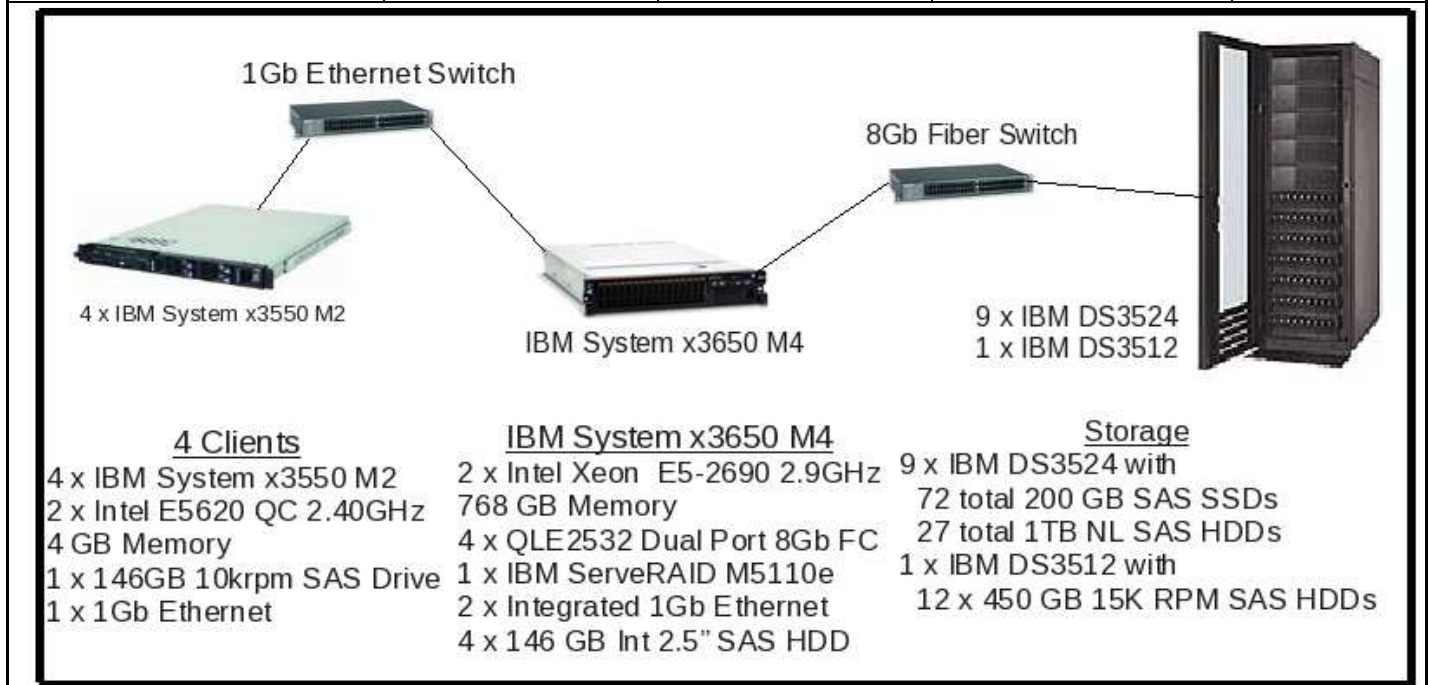 1Gb Ethernet Switch
8Gb Fiber Switch
4 x IBM System x3550 M2
IBM System x3650 M4
9 x IBM DS3524
1 x IBM DS3512
4 Clients
4 x IBM System x3550 M2
2 x Intel E5620 QC 2.40GHz
4 GB Memory
1 x 146GB 10krpm SAS Drive
1 x 1Gb Ethernet
IBM System x3650 M4
2 x Intel Xeon E5-2690 2.9GHz
768 GB Memory
4 x QLE2532 Dual Port 8Gb FC
1 x IBM ServeRAID M5110e
2 x Integrated 1Gb Ethernet
4 x 146 GB Int 2.5” SAS HDD
Storage
9 x IBM DS3524 with
72 total 200 GB SAS SSDs
27 total 1TB NL SAS HDDs
1 x IBM DS3512 with
12 x 450 GB 15K RPM SAS HDDs